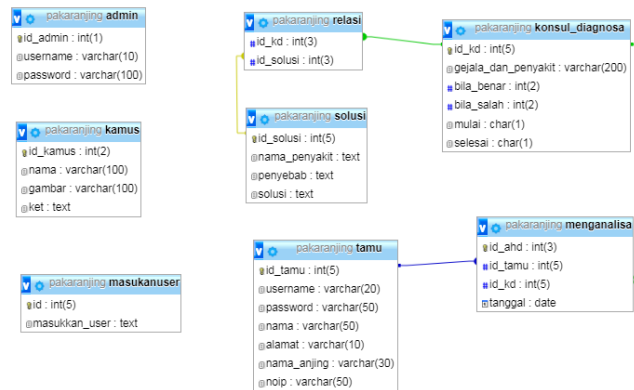 pakaranjing admin
id_admin : int(1)
username : varchar(10)
password : varchar(100)
pakaranjing relasi
id_kd : int(3)
id_solusi : int(3)
pakaranjing konsul_diagnosa
id_kd : int(5)
gejala_dan_penyakit : varchar(200)
bila_benar : int(2)
bila_salah : int(2)
mulai : char(1)
selesai : char(1)
pakaranjing kamus
id_kamus : int(2)
nama : varchar(100)
gambar : varchar(100)
ket : text
pakaranjing solusi
id_solusi : int(5)
nama_penyakit : text
penyebab : text
solusi : text
pakaranjing masukanuser
id : int(5)
masukkan_user : text
pakaranjing tamu
id_tamu : int(5)
username : varchar(20)
password : varchar(50)
nama : varchar(50)
alamat : varchar(10)
nama_anjing : varchar(30)
noip : varchar(50)
pakaranjing menganalisa
id_ahd : int(3)
id_tamu : int(5)
id_kd : int(5)
tanggal : date